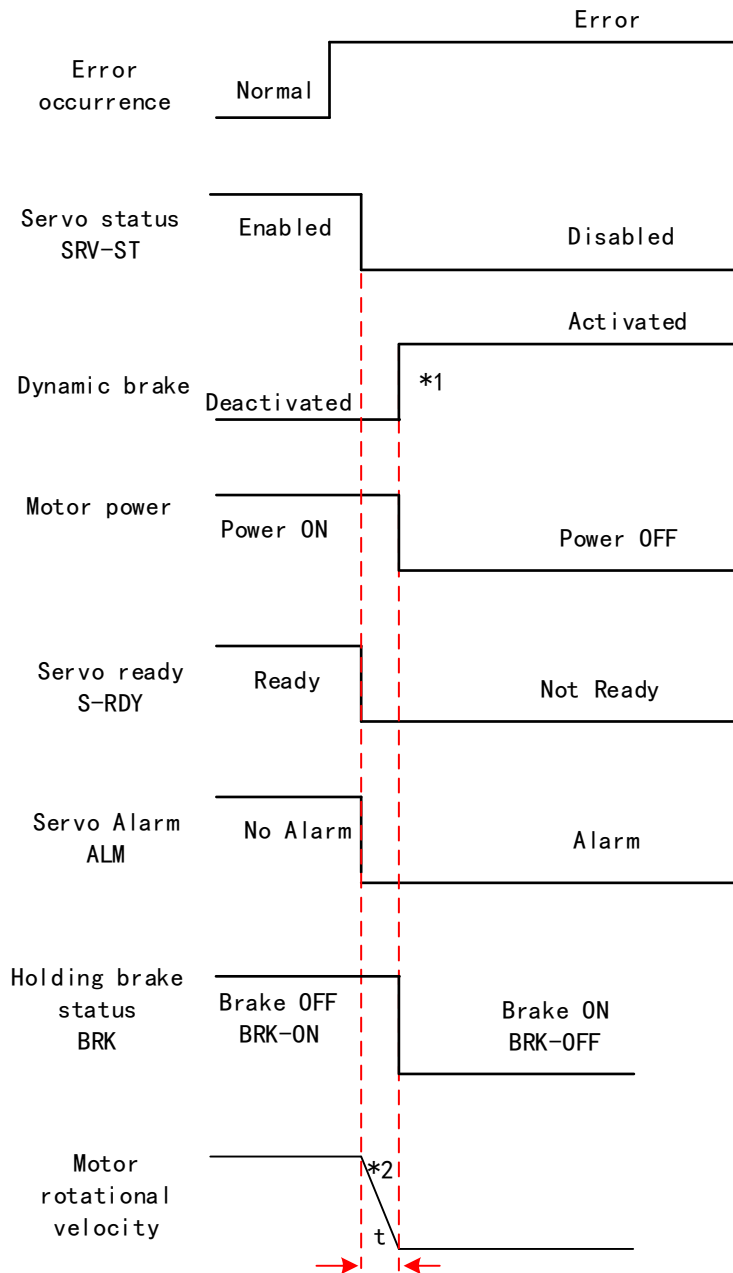 Error
Error
occurrence
Normal
Servo status
SRV-ST
Enabled
Disabled
Activated
Dynamic brake
Deactivated
*1
Motor power
Power ON
Power OFF
Servo ready
S-RDY
Ready
Not Ready
Servo Alarm
ALM
No Alarm
Alarm
Holding brake
status
BRK
Brake OFF
BRK-ON
Brake ON
BRK-OFF
Motor
rotational
velocity
*2
t